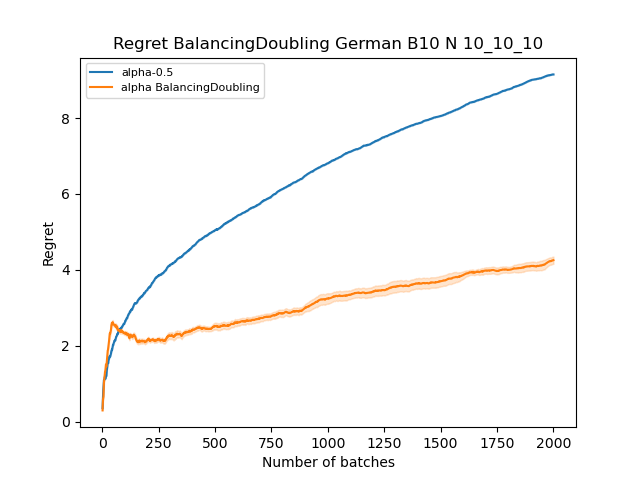 Regret BalancingDoubling German B10 N 10_10_10
alpha-0.5
alpha BalancingDoubling
8
6
4
2
0
Regret
0 250 500 750 1000 1250 1500 1750 2000
Number of batches